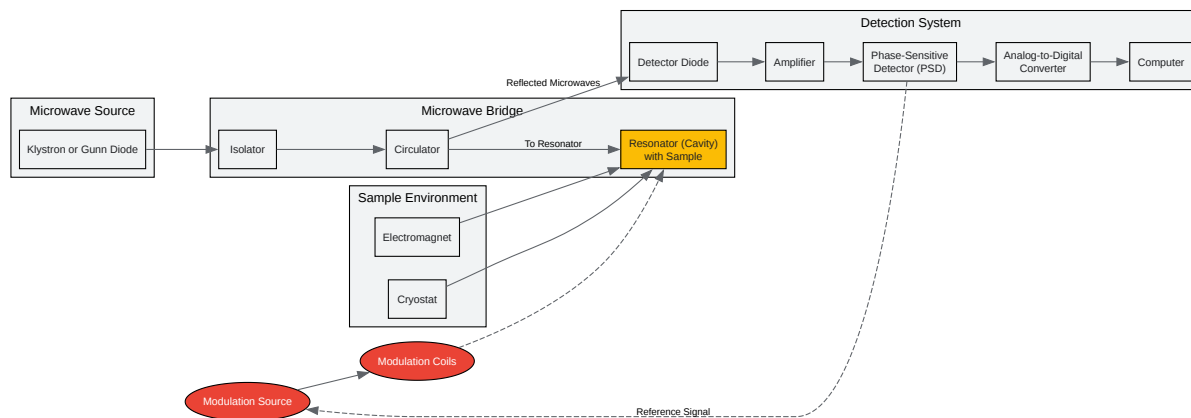 Detection System
Detector Diode
Amplifier
Phase-Sensitive
Detector (PSD)
Analog-to-Digital
Converter
Computer
Reflected Microwaves
Microwave Source
Klystron or Gunn Diode
Microwave Bridge
Isolator
Circulator
To Resonator
Resonator (Cavity)
with Sample
Sample Environment
Electromagnet
Cryostat
Modulation Coils
Modulation Source
Reference Signal